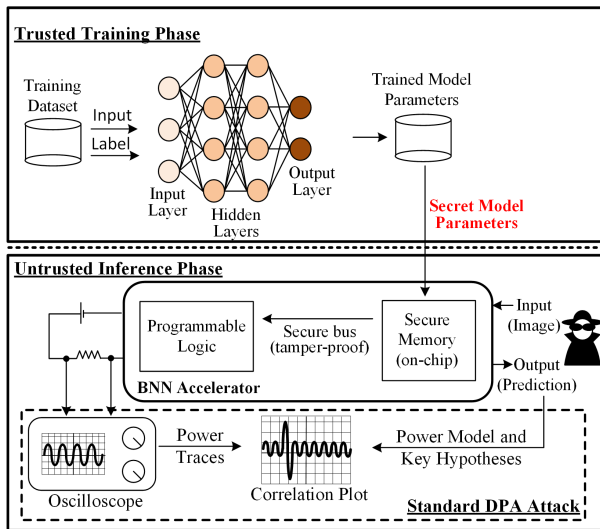 Trusted Training Phase
Training
Dataset
Input
Label
Input
Layer
Hidden
Layers
Output
Layer
Trained Model
Parameters
Secret Model
Parameters
Untrusted Inference Phase
Programmable
Logic
Secure bus
(tamper-proof)
Secure
Memory
(on-chip)
BNN Accelerator
Input
(Image)
Output
(Prediction)
Oscilloscope
Power
Traces
Correlation Plot
Power Model and
Key Hypotheses
Standard DPA Attack